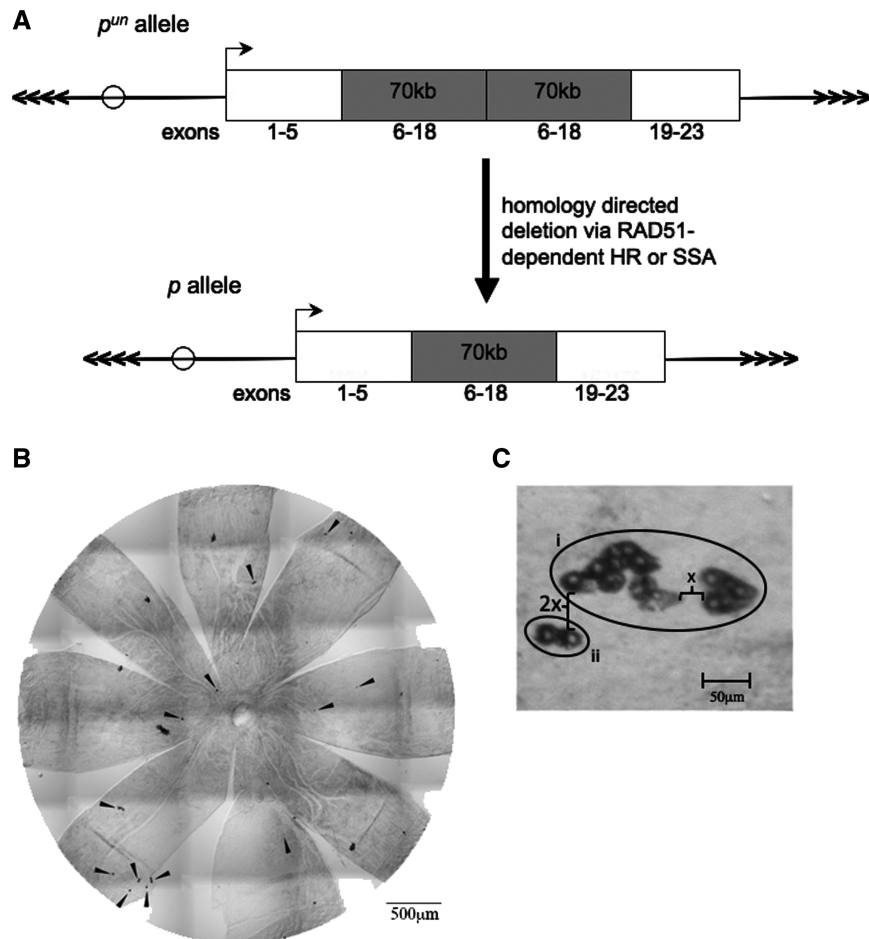 A
p^un allele
70kb 70kb
exons 1-5 6-18 6-18 19-23
homology directed
deletion via RAD51-
dependent HR or SSA
p allele
70kb
exons 1-5 6-18 19-23
B
500μm
C
i
x
2x
ii
50μm